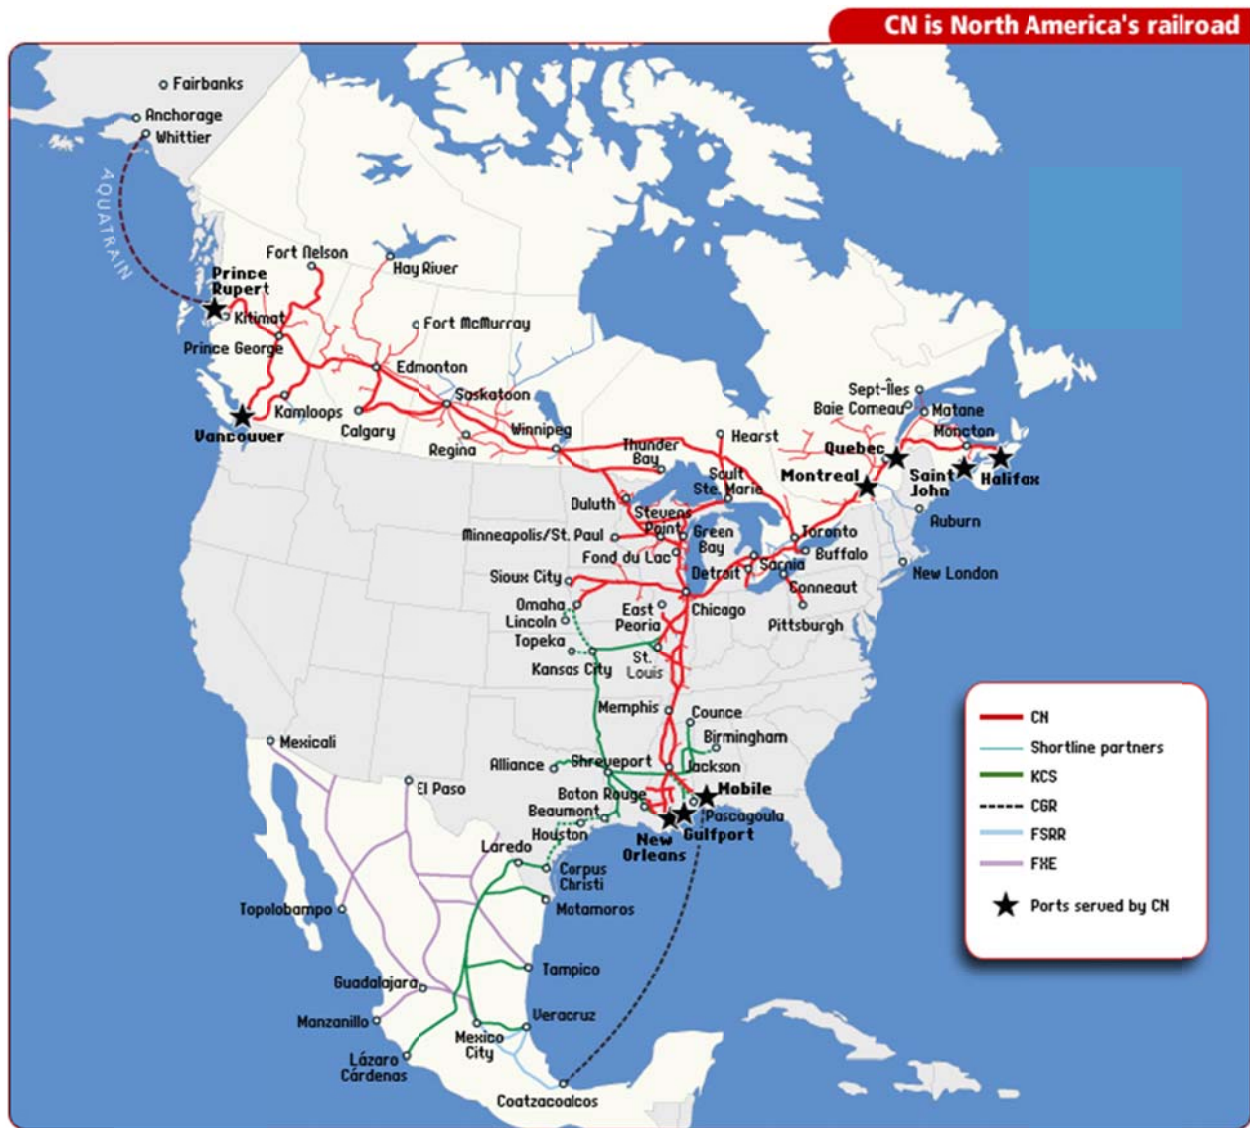 CN is North America's railroad
Fairbanks
Anchorage
Whittier
AQUATRAIN
Fort Nelson
Hay River
Prince
Rupert
Kitimat
Fort McMurray
Prince George
Edmonton
Saskatoon
Kamloops
Calgary
Vancouver
Regina
Winnipeg
Thunder
Bay
Hearst
Sault
Ste. Marie
Sept-Îles
Baie Comeau
Matane
Moncton
Quebec
Montreal
Saint
John
Halifax
Auburn
New London
Duluth
Stevens
Point
Green
Bay
Minneapolis/St. Paul
Fond du Lac
Toronto
Buffalo
Detroit
Sarnia
Conneaut
Pittsburgh
Sioux City
Omaha
Lincoln
East
Peoria
Chicago
Topeka
Kansas City
St.
Louis
Memphis
Counce
Birmingham
Mexicali
Alliance
Shreveport
Jackson
El Paso
Baton Rouge
Mobile
Beaumont
Pascagoula
Houston
Gulfport
New
Orleans
Laredo
Corpus
Christi
Topolobampo
Matamoros
Guadalajara
Tampico
Manzanillo
Veracruz
Mexico
City
Lázaro
Cárdenas
Coatzacoalcos
CN
Shortline partners
KCS
CGR
FSRR
FXE
Ports served by CN